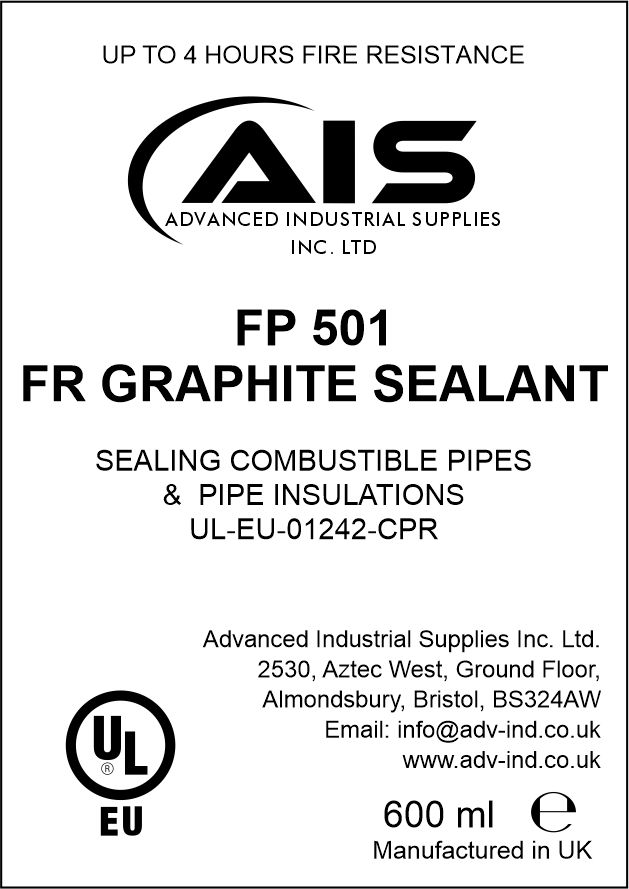 UP TO 4 HOURS FIRE RESISTANCE
AIS
ADVANCED INDUSTRIAL SUPPLIES
INC. LTD
FP 501
FR GRAPHITE SEALANT
SEALING COMBUSTIBLE PIPES
& PIPE INSULATIONS
UL-EU-01242-CPR
Advanced Industrial Supplies Inc. Ltd.
2530, Aztec West, Ground Floor,
Almondsbury, Bristol, BS324AW
Email: info@adv-ind.co.uk
www.adv-ind.co.uk
UL
®
EU
600 ml ℮
Manufactured in UK